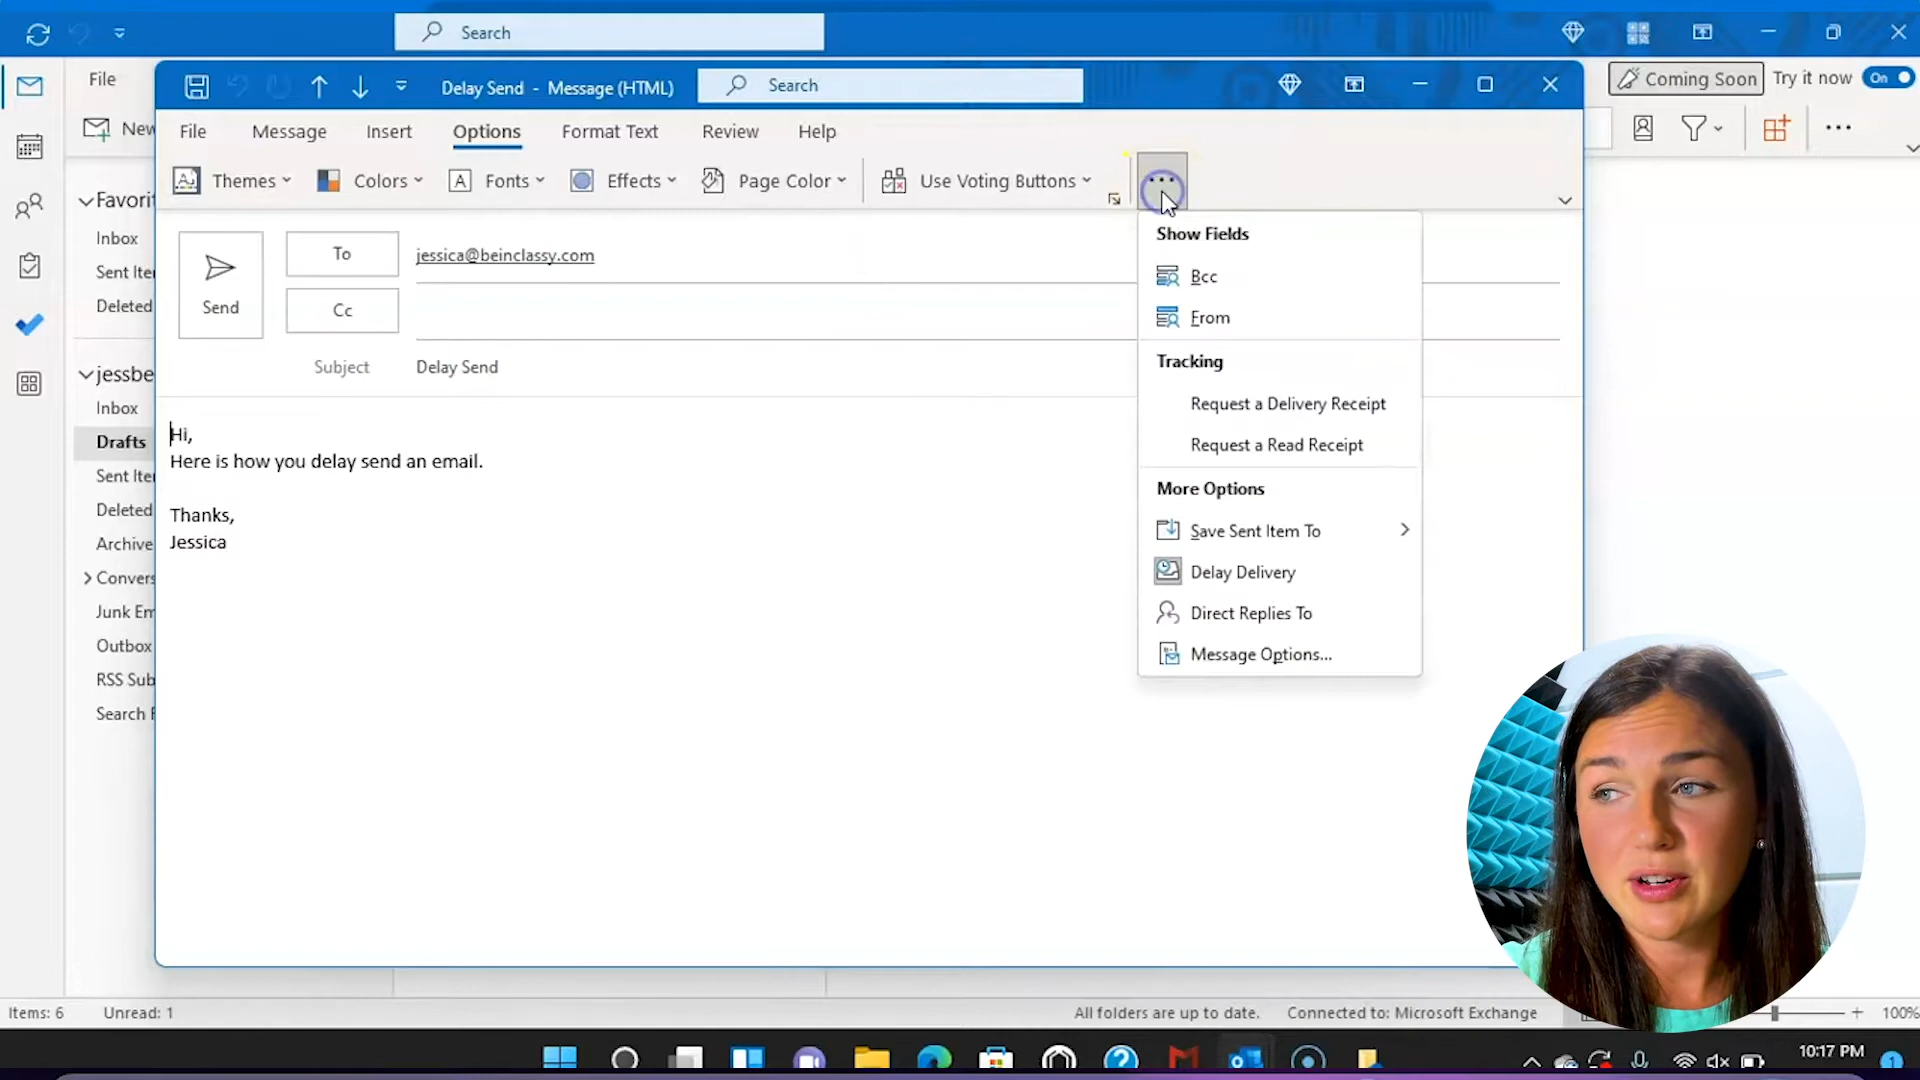 Search
File
Coming Soon
Try it now
On
Delay Send - Message (HTML)
Search
New
File
Message
Insert
Options
Format Text
Review
Help
Themes
Colors
Fonts
Effects
Page Color
Use Voting Buttons
Favori
Inbox
Sent Ite
Deleted
jessbe
Inbox
Drafts
Sent Ite
Deleted
Archive
Convers
Junk Em
Outbox
RSS Sub
Search F
Send
To
jessica@beinclassy.com
Cc
Subject
Delay Send
Hi,
Here is how you delay send an email.
Thanks,
Jessica
Show Fields
Bcc
From
Tracking
Request a Delivery Receipt
Request a Read Receipt
More Options
Save Sent Item To
Delay Delivery
Direct Replies To
Message Options...
Items: 6
Unread: 1
All folders are up to date.
Connected to: Microsoft Exchange
100%
10:17 PM
1